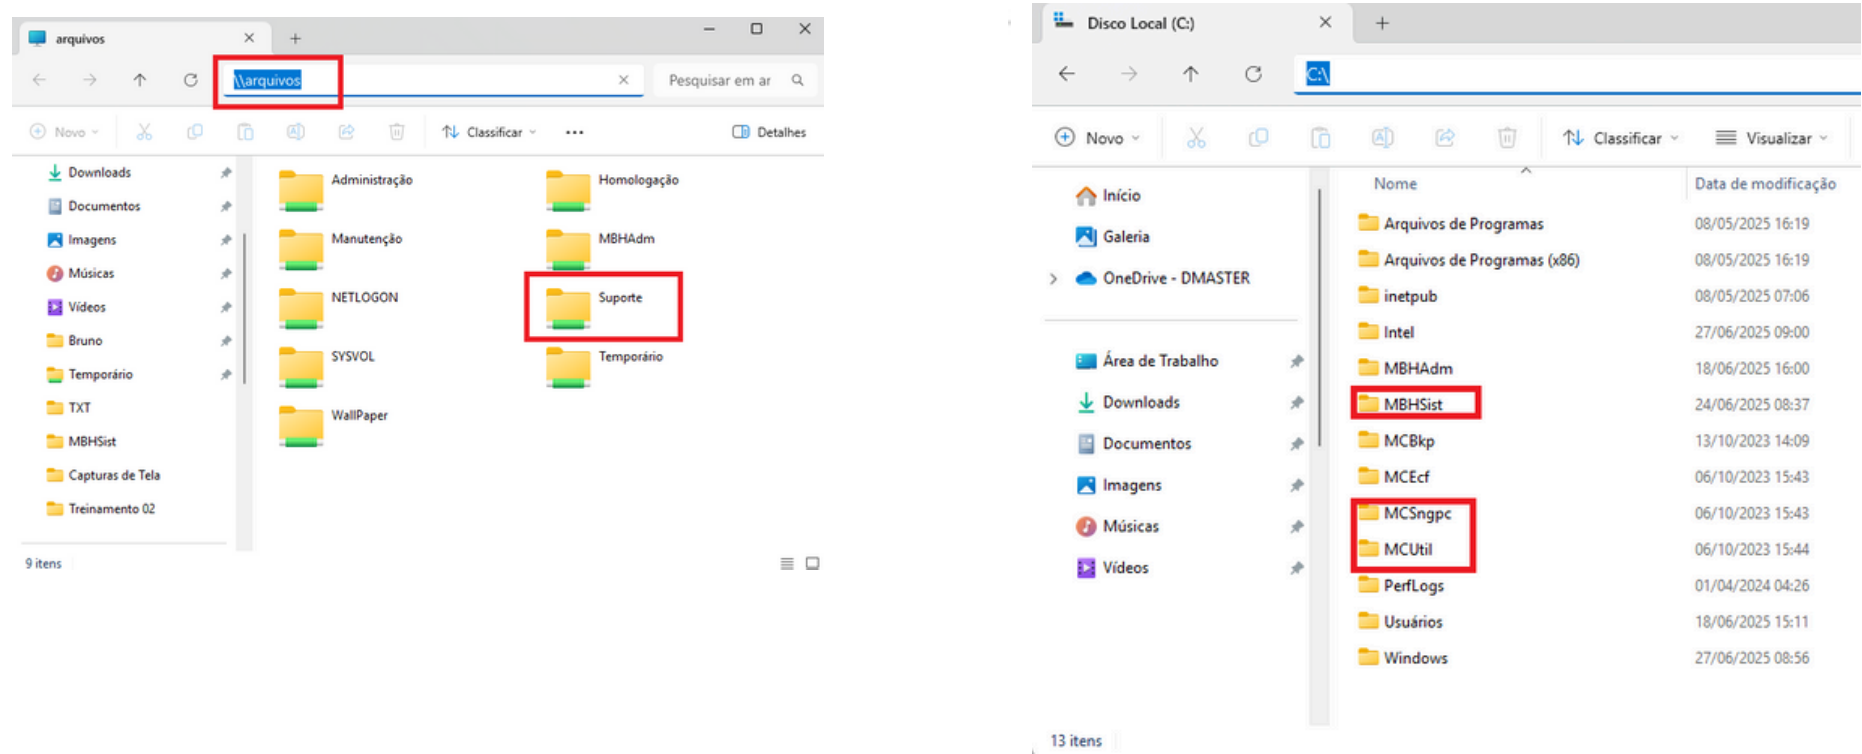 arquivos
\\arquivos
Pesquisar em ar
Novo
Classificar
Detalhes
Downloads
Documentos
Imagens
Músicas
Vídeos
Bruno
Temporário
TXT
MBHSist
Capturas de Tela
Treinamento 02
Administração
Homologação
Manutenção
MBHAdm
NETLOGON
Suporte
SYSVOL
Temporário
WallPaper
9 itens
Disco Local (C:)
C:\
Novo
Classificar
Visualizar
Início
Galeria
OneDrive - DMASTER
Área de Trabalho
Downloads
Documentos
Imagens
Músicas
Vídeos
Nome Data de modificação
Arquivos de Programas 08/05/2025 16:19
Arquivos de Programas (x86) 08/05/2025 16:19
inetpub 08/05/2025 07:06
Intel 27/06/2025 09:00
MBHAdm 18/06/2025 16:00
MBHSist 24/06/2025 08:37
MCBkp 13/10/2023 14:09
MCEcf 06/10/2023 15:43
MCSngpc 06/10/2023 15:43
MCUtil 06/10/2023 15:44
PerfLogs 01/04/2024 04:26
Usuários 18/06/2025 15:11
Windows 27/06/2025 08:56
13 itens